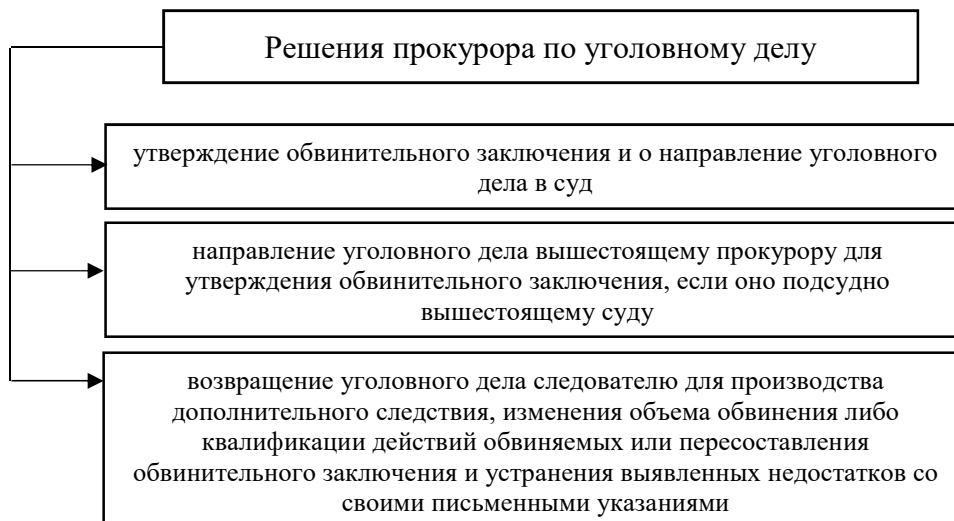 Решения прокурора по уголовному делу
утверждение обвинительного заключения и о направление уголовного
дела в суд
направление уголовного дела вышестоящему прокурору для
утверждения обвинительного заключения, если оно подсудно
вышестоящему суду
возвращение уголовного дела следователю для производства
дополнительного следствия, изменения объема обвинения либо
квалификации действий обвиняемых или пересоставления
обвинительного заключения и устранения выявленных недостатков со
своими письменными указаниями